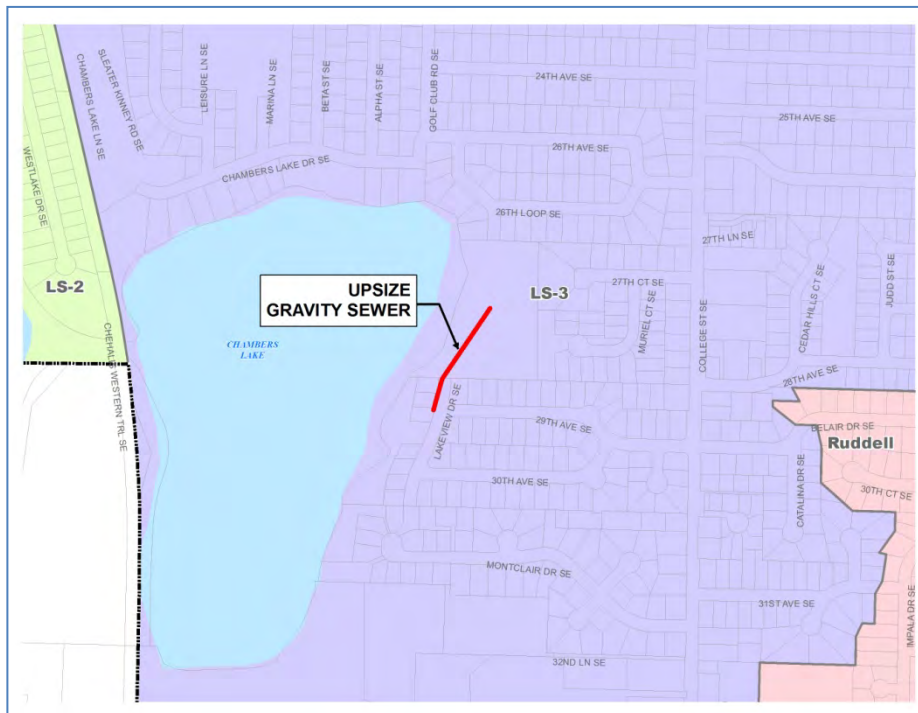 CHAMBERS LAKE LN SE
SLEATER KINNEY RD SE
LEISURE LN SE
MARINA LN SE
BETA ST SE
ALPHA ST SE
GOLF CLUB RD SE
24TH AVE SE
25TH AVE SE
26TH AVE SE
WESTLAKE DR SE
CHAMBERS LAKE DR SE
26TH LOOP SE
27TH LN SE
LS-2
UPSIZE
GRAVITY SEWER
LS-3
27TH CT SE
MURIEL CT SE
COLLEGE ST SE
CEDAR HILLS CT SE
JUDD ST SE
CHEHALIS WESTERN TRL SE
CHAMBERS
LAKE
28TH AVE SE
LAKEVIEW DR SE
29TH AVE SE
BELAIR DR SE
Ruddell
30TH AVE SE
CATALINA DR SE
30TH CT SE
MONTCLAIR DR SE
31ST AVE SE
IMPALA DR SE
32ND LN SE